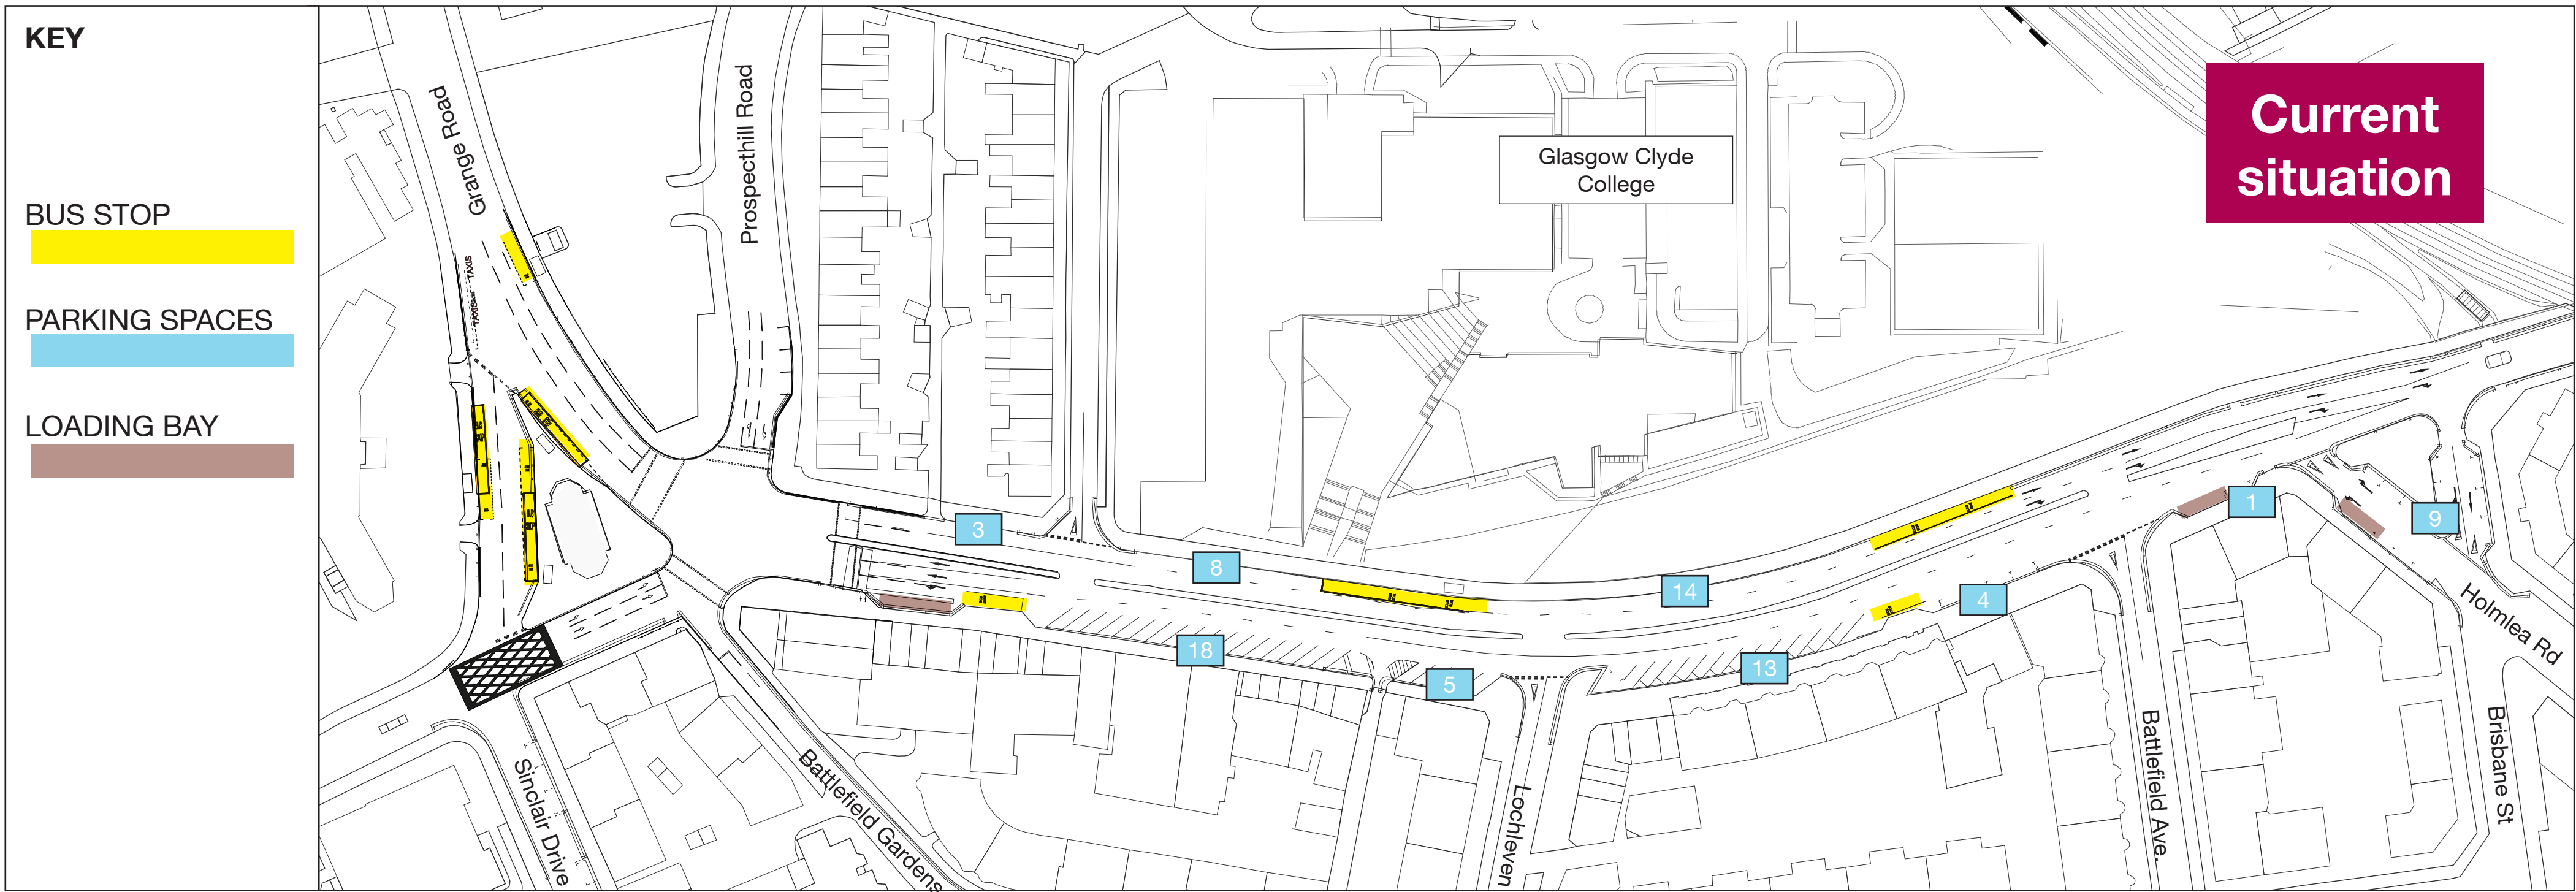 KEY
BUS STOP
PARKING SPACES
LOADING BAY
Current
situation
Glasgow Clyde
College
Grange Road
Prospecthill Road
TAXIS
TAXIS
3
8
14
1
9
4
18
5
13
Holmlea Rd
Brisbane St
Battlefield Ave.
Lochleven
Battlefield Gardens
Sinclair Drive